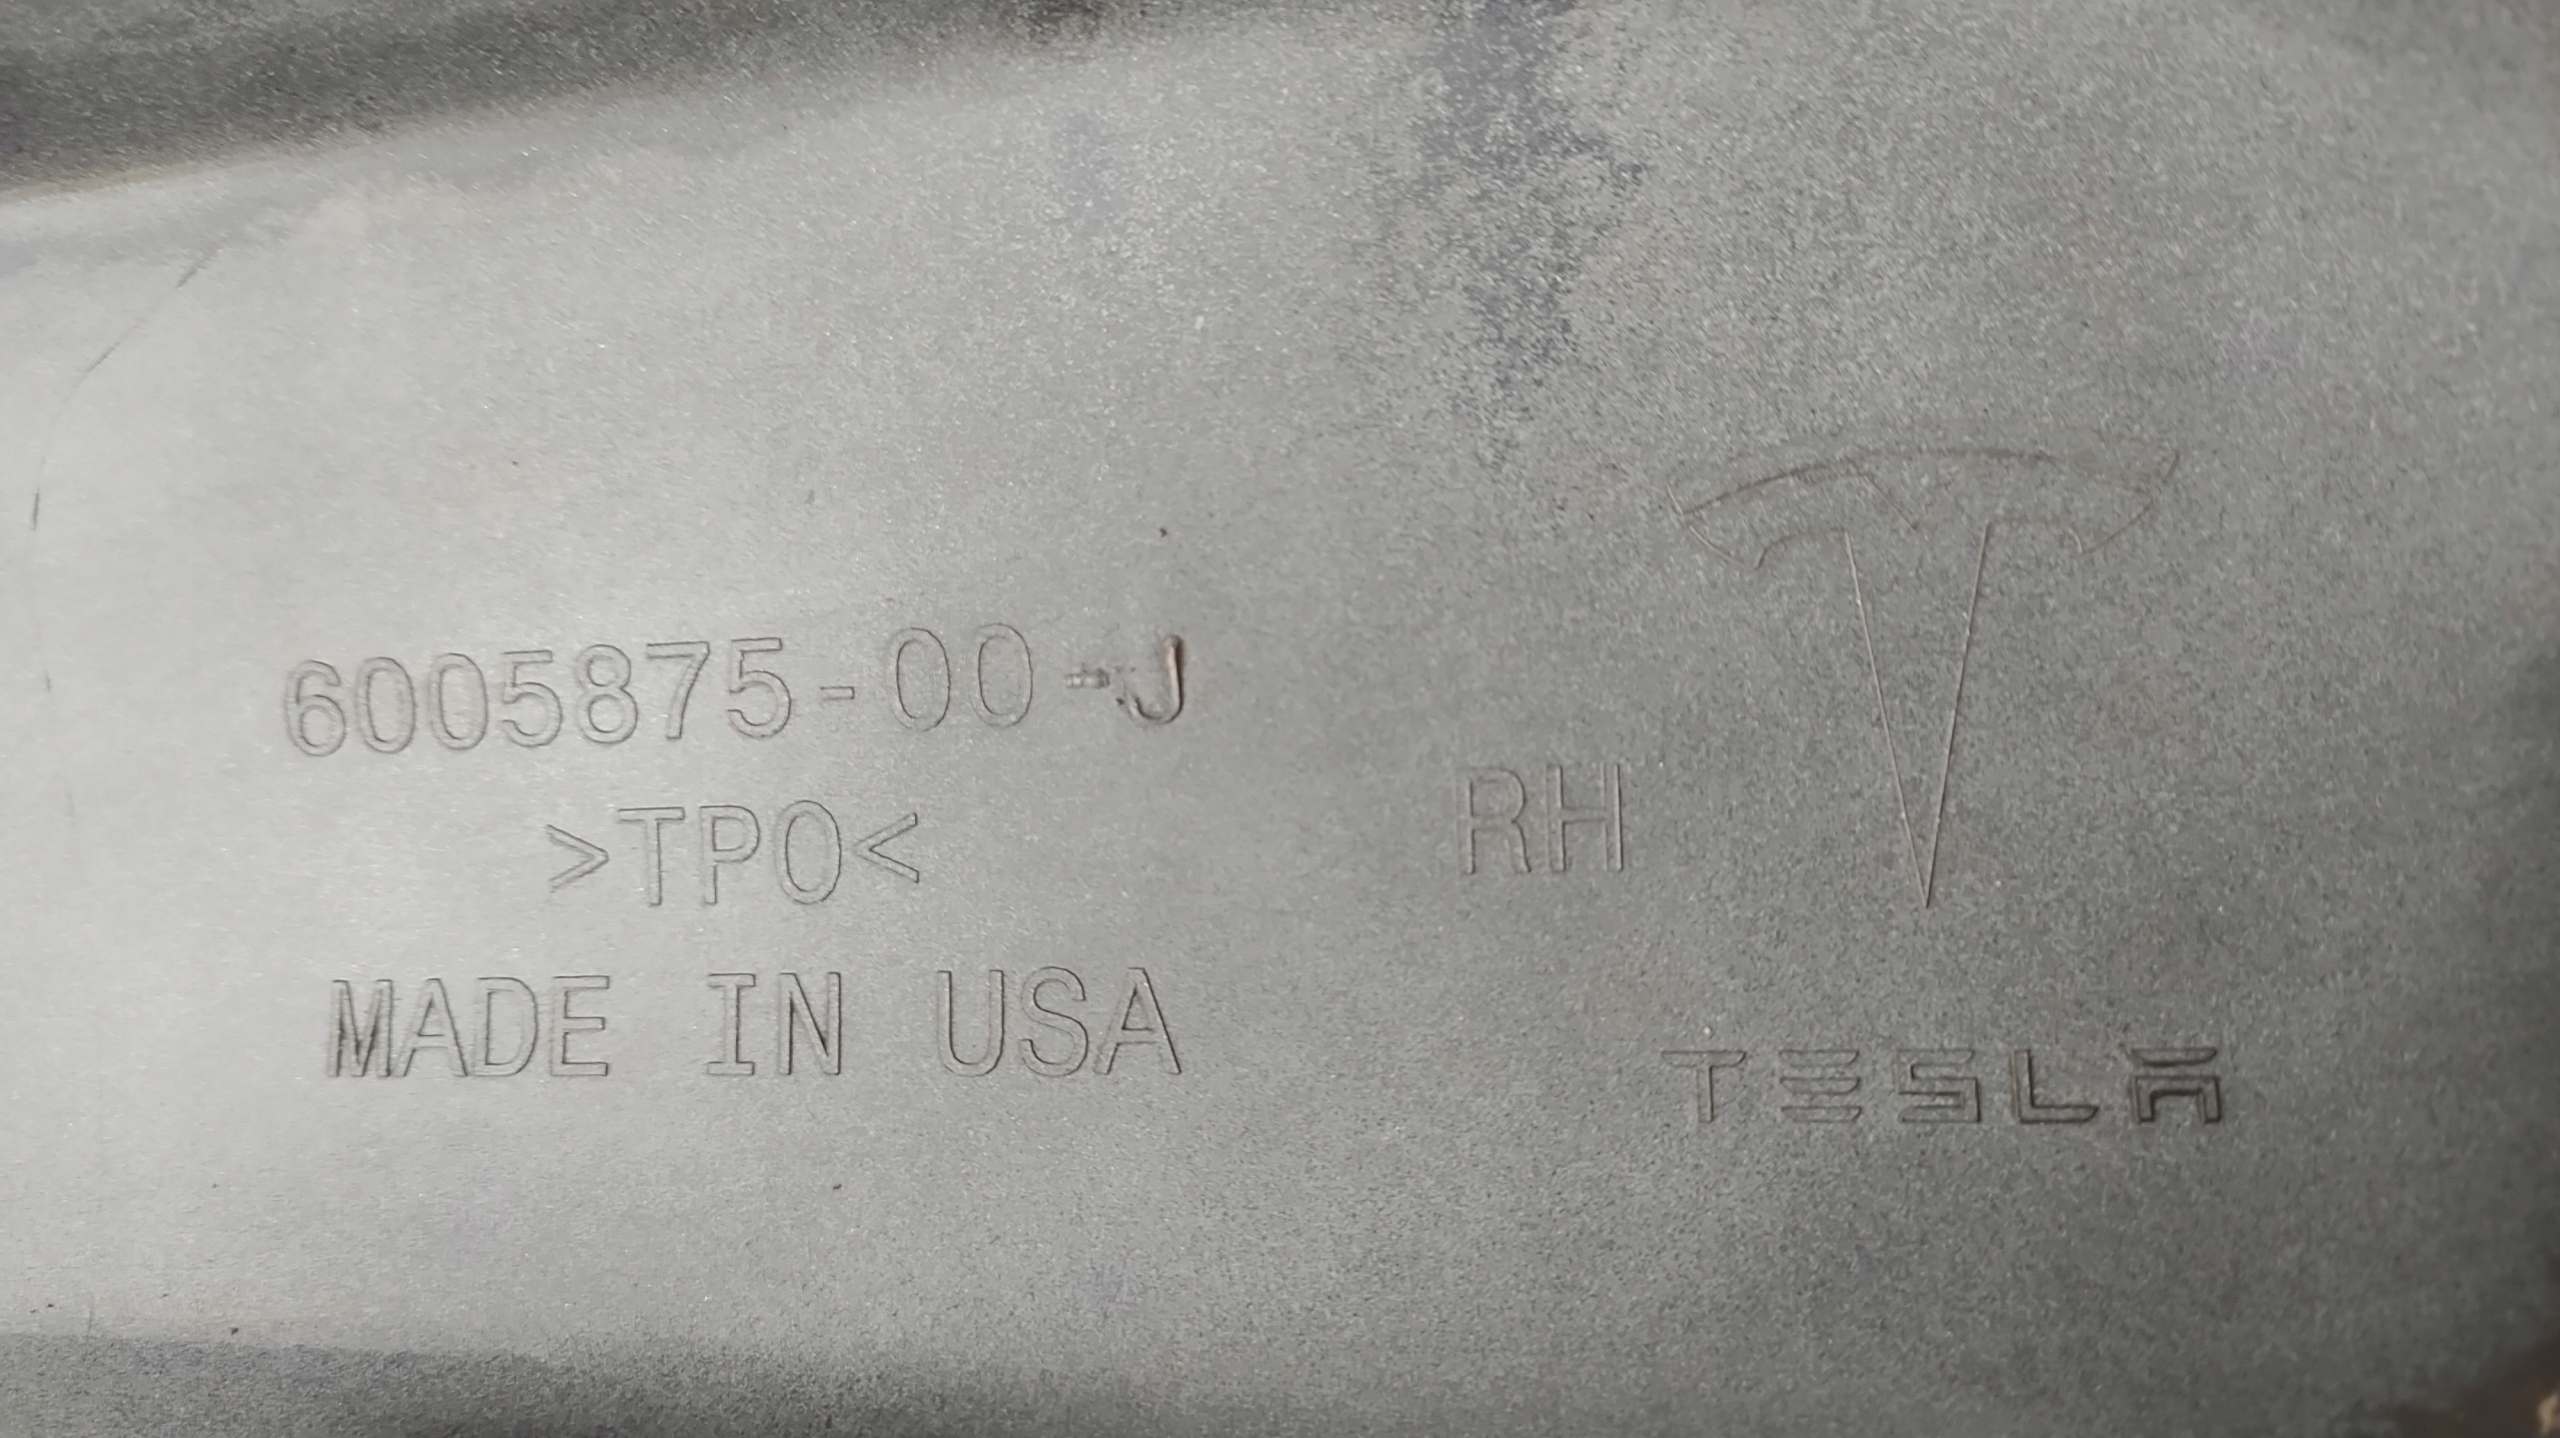 6005875-00-J
>TPO<
MADE IN USA
RH
TESLA